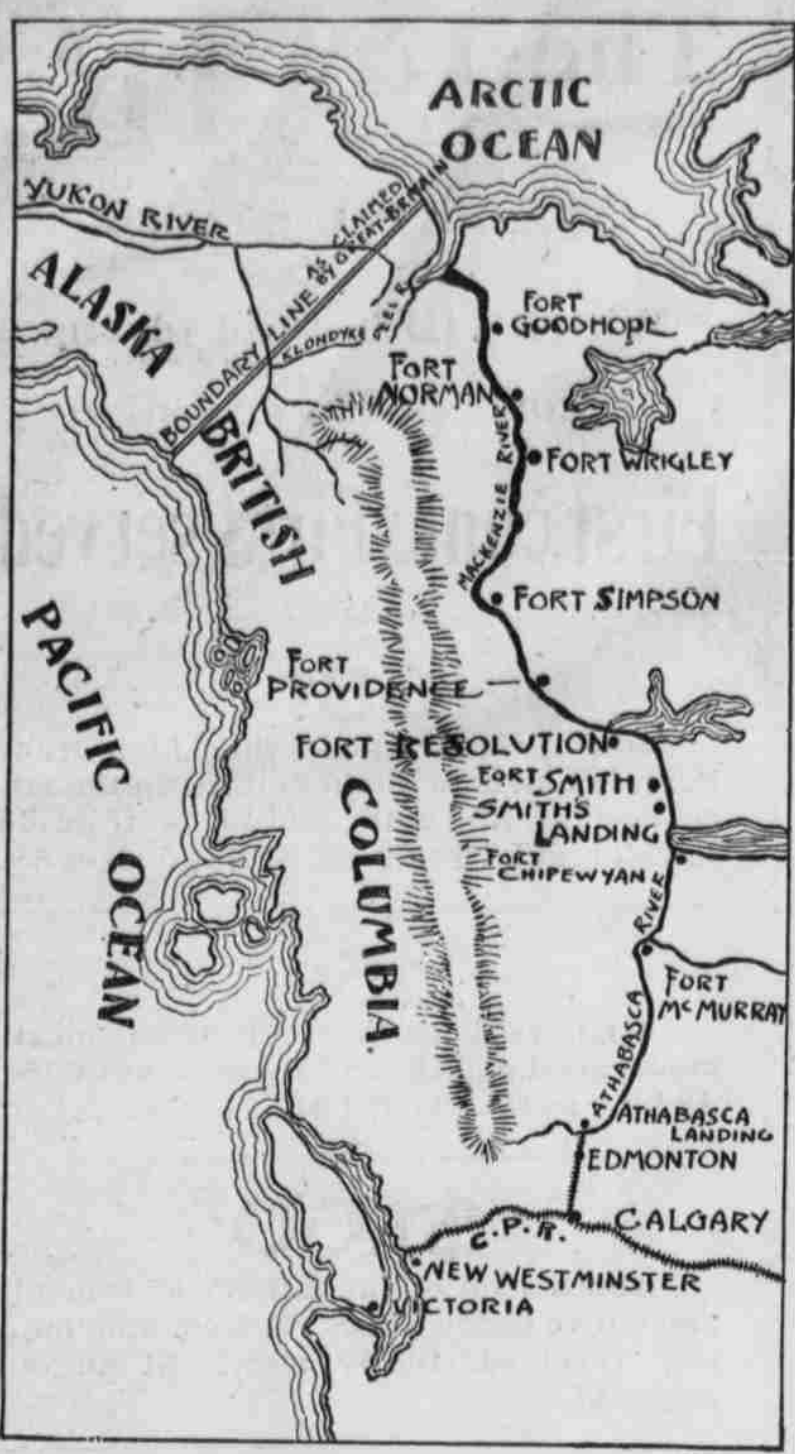 ARCTIC
OCEAN
YUKON RIVER
ALASKA
BOUNDARY LINE AS CLAIMED
BY GREAT-BRITAIN
PEEL R.
KLONDYKE
FORT
GOODHOPE
FORT
NORMAN
MACKENZIE RIVER
FORT WRIGLEY
BRITISH
COLUMBIA.
FORT SIMPSON
PACIFIC
OCEAN
FORT
PROVIDENCE
FORT RESOLUTION
FORT SMITH
SMITHS
LANDING
FORT
CHIPEWYAN
ATHABASCA RIVER
FORT
McMURRAY
ATHABASCA
LANDING
EDMONTON
C.P.R.
CALGARY
NEW WESTMINSTER
VICTORIA